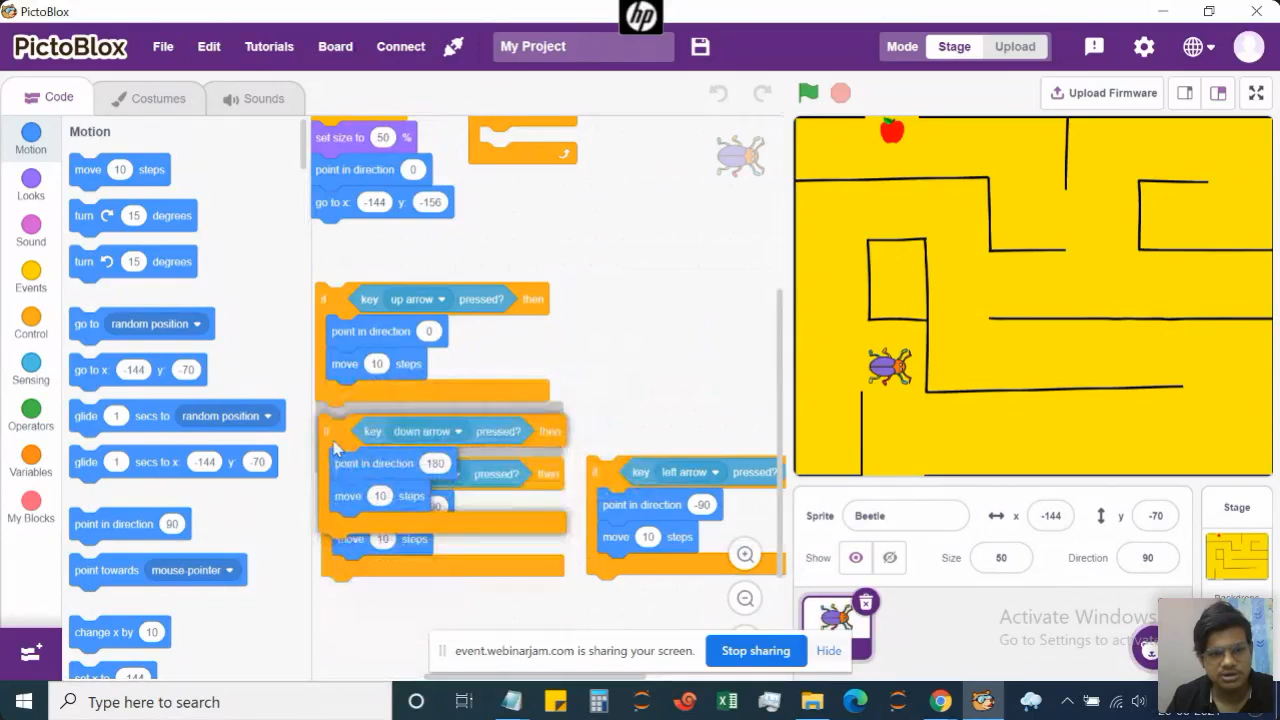 PictoBlox
hp
PictoBlox File Edit Tutorials Board Connect My Project Mode Stage Upload
Code Costumes Sounds Upload Firmware
Motion
Looks
Sound
Events
Control
Sensing
Operators
Variables
My Blocks
Motion
move 10 steps
turn 15 degrees
turn 15 degrees
go to random position
go to x: -144 y: -70
glide 1 secs to random position
glide 1 secs to x: -144 y: -70
point in direction 90
point towards mouse-pointer
change x by 10
set x to -144
set size to 50 %
point in direction 0
go to x: -144 y: -156
if key up arrow pressed? then
point in direction 0
move 10 steps
if key down arrow pressed? then
point in direction 180
pressed? then
move 10 steps
move 10 steps
if key left arrow pressed?
point in direction -90
move 10 steps
Sprite Beetle x -144 y -70
Show Size 50 Direction 90
Stage
Activate Windows
Go to Settings to activate
event.webinarjam.com is sharing your screen. Stop sharing Hide
Type here to search